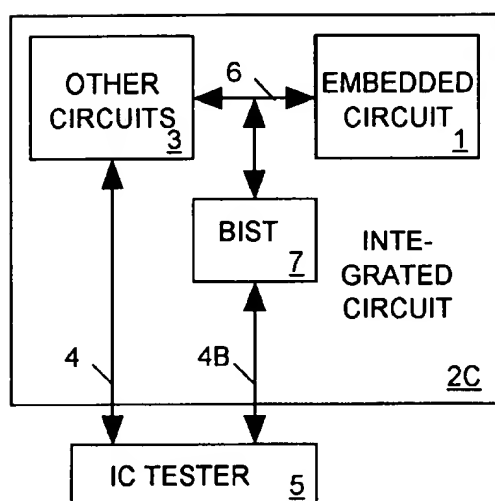 OTHER
CIRCUITS
3
6
EMBEDDED
CIRCUIT
1
BIST
7
INTE-
GRATED
CIRCUIT
4
4B
2C
IC TESTER
5